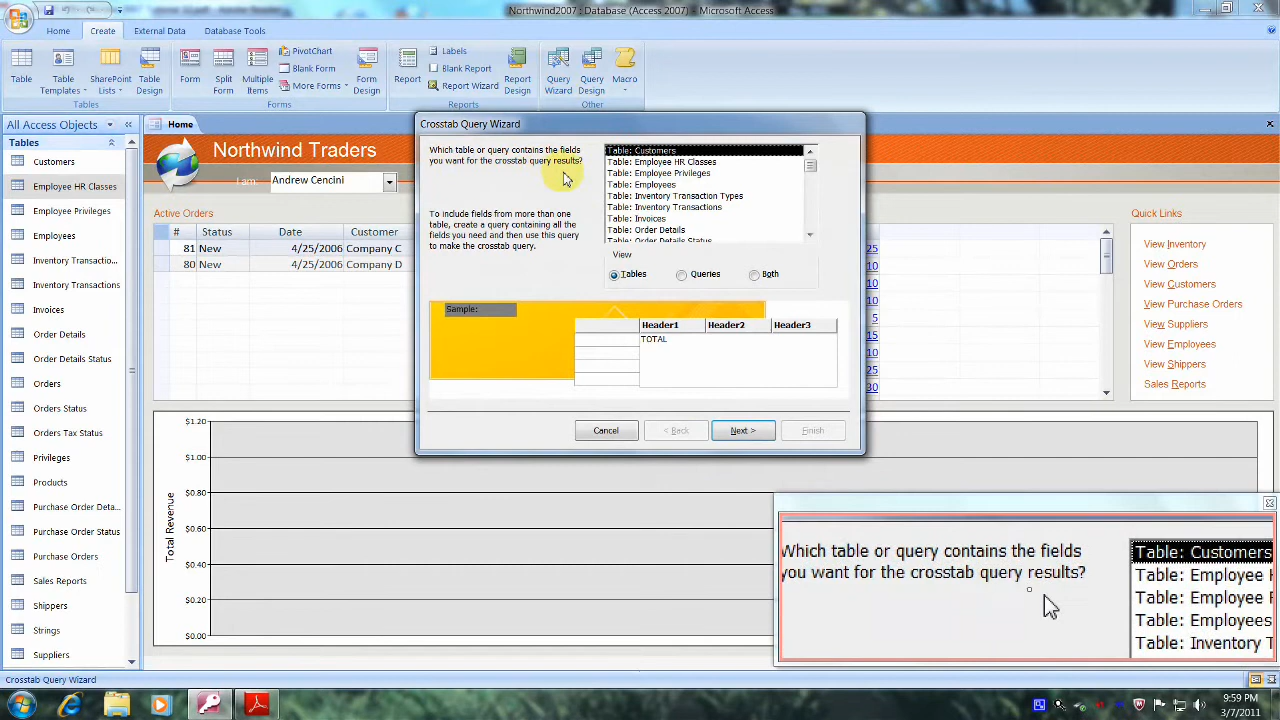 Northwind2007 : Database (Access 2007) - Microsoft Access
Home
Create
External Data
Database Tools
Table
Table Templates
SharePoint Lists
Table Design
Tables
Form
Split Form
Multiple Items
PivotChart
Blank Form
More Forms
Form Design
Forms
Report
Labels
Blank Report
Report Wizard
Report Design
Reports
Query Wizard
Query Design
Macro
Other
All Access Objects
Tables
Customers
Employee HR Classes
Employee Privileges
Employees
Inventory Transactio...
Inventory Transactions
Invoices
Order Details
Order Details Status
Orders
Orders Status
Orders Tax Status
Privileges
Products
Purchase Order Deta...
Purchase Order Status
Purchase Orders
Sales Reports
Shippers
Strings
Suppliers
Home
Northwind Traders
I am: Andrew Cencini
Active Orders
# Status Date Customer
81 New 4/25/2006 Company C
80 New 4/25/2006 Company D
25
10
10
5
15
10
10
30
Quick Links
View Inventory
View Orders
View Customers
View Purchase Orders
View Suppliers
View Employees
View Shippers
Sales Reports
Total Revenue
$1.20
$1.00
$0.80
$0.60
$0.40
$0.20
$0.00
Crosstab Query Wizard
Which table or query contains the fields
you want for the crosstab query results?
To include fields from more than one
table, create a query containing all the
fields you need and then use this query
to make the crosstab query.
Table: Customers
Table: Employee HR Classes
Table: Employee Privileges
Table: Employees
Table: Inventory Transaction Types
Table: Inventory Transactions
Table: Invoices
Table: Order Details
Table: Order Details Status
View
Tables
Queries
Both
Sample:
Header1 Header2 Header3
TOTAL
Cancel
< Back
Next >
Finish
Which table or query contains the fields
you want for the crosstab query results?
Table: Customers
Table: Employee
Table: Employee
Table: Employees
Table: Inventory
Crosstab Query Wizard
9:59 PM
3/7/2011